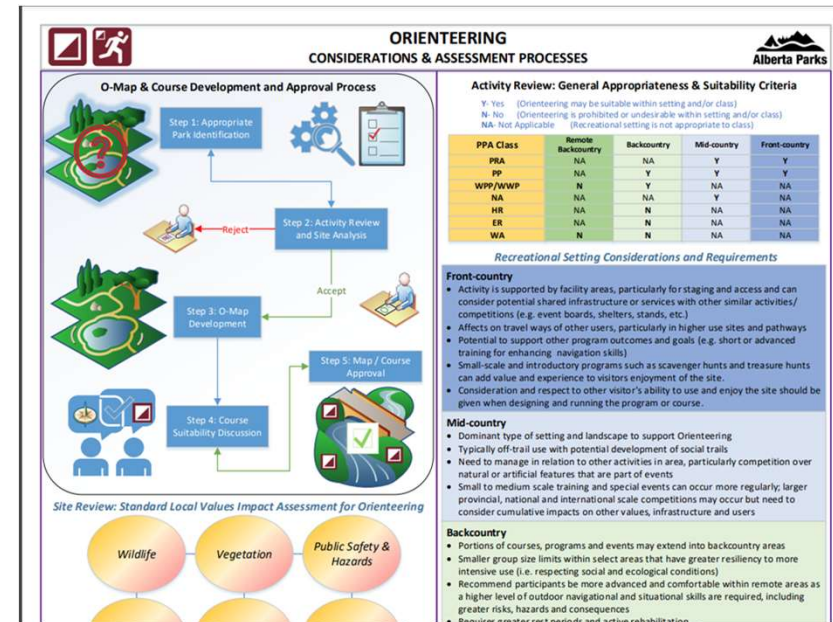 ORIENTEERING
CONSIDERATIONS & ASSESSMENT PROCESSES
Alberta Parks
O-Map & Course Development and Approval Process
Step 1: Appropriate
Park Identification
Step 2: Activity Review
and Site Analysis
Reject
Accept
Step 3: O-Map
Development
Step 5: Map / Course
Approval
Step 4: Course
Suitability Discussion
Site Review: Standard Local Values Impact Assessment for Orienteering
Wildlife
Vegetation
Public Safety &
Hazards
Activity Review: General Appropriateness & Suitability Criteria
Y- Yes (Orienteering may be suitable within setting and/or class)
N- No (Orienteering is prohibited or undesirable within setting and/or class)
NA- Not Applicable (Recreational setting is not appropriate to class)
PPA Class Remote Backcountry Backcountry Mid-country Front-country
PRA NA NA Y Y
PP NA Y Y Y
WPP/WWP N Y NA NA
NA NA NA Y NA
HR NA N NA NA
ER NA N NA NA
WA N N NA NA
Recreational Setting Considerations and Requirements
Front-country
• Activity is supported by facility areas, particularly for staging and access and can
consider potential shared infrastructure or services with other similar activities/
competitions (e.g. event boards, shelters, stands, etc.)
• Affects on travel ways of other users, particularly in higher use sites and pathways
• Potential to support other program outcomes and goals (e.g. short or advanced
training for enhancing navigation skills)
• Small-scale and introductory programs such as scavenger hunts and treasure hunts
can add value and experience to visitors enjoyment of the site.
• Consideration and respect to other visitor's ability to use and enjoy the site should be
given when designing and running the program or course.
Mid-country
• Dominant type of setting and landscape to support Orienteering
• Typically off-trail use with potential development of social trails
• Need to manage in relation to other activities in area, particularly competition over
natural or artificial features that are part of events
• Small to medium scale training and special events can occur more regularly; larger
provincial, national and international scale competitions may occur but need to
consider cumulative impacts on other values, infrastructure and users
Backcountry
• Portions of courses, programs and events may extend into backcountry areas
• Smaller group size limits within select areas that have greater resiliency to more
intensive use (i.e. respecting social and ecological conditions)
• Recommend participants be more advanced and comfortable within remote areas as
a higher level of outdoor navigational and situational skills are required, including
greater risks, hazards and consequences
• Requires greater rest periods and active rehabilitation